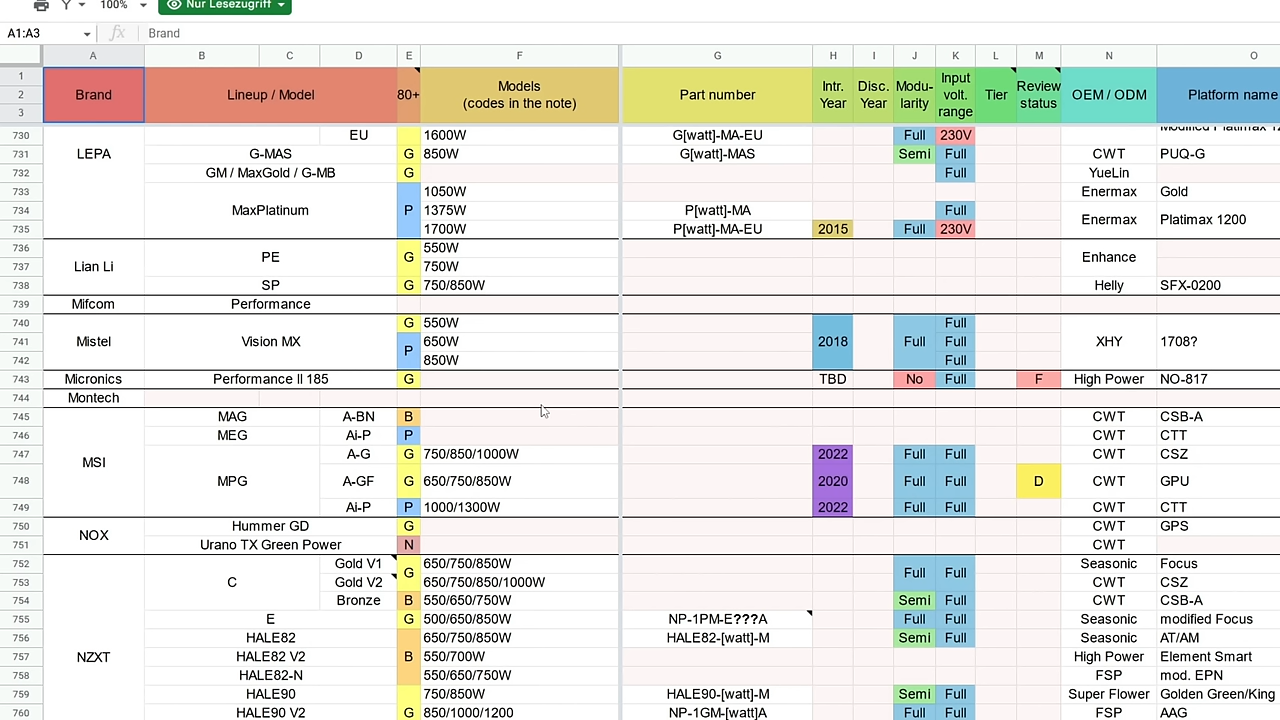 100% Nur Lesezugriff
A1:A3 fx Brand
A B C D E F G H I J K L M N O
1
2 Brand Lineup / Model 80+ Models (codes in the note) Part number Intr. Year Disc. Year Modu-larity Input volt. range Tier Review status OEM / ODM Platform name
3
730 EU 1600W G[watt]-MA-EU Full 230V
731 LEPA G-MAS G 850W G[watt]-MAS Semi Full CWT PUQ-G
732 GM / MaxGold / G-MB G Full YueLin
733 1050W Enermax Gold
734 MaxPlatinum P 1375W P[watt]-MA Full Enermax Platimax 1200
735 1700W P[watt]-MA-EU 2015 Full 230V
736 PE G 550W Enhance
737 Lian Li 750W
738 SP G 750/850W Helly SFX-0200
739 Mifcom Performance
740 G 550W Full
741 Mistel Vision MX P 650W 2018 Full Full XHY 1708?
742 850W Full
743 Micronics Performance II 185 G TBD No Full F High Power NO-817
744 Montech
745 MAG A-BN B CWT CSB-A
746 MEG Ai-P P CWT CTT
747 MSI A-G G 750/850/1000W 2022 Full Full CWT CSZ
748 MPG A-GF G 650/750/850W 2020 Full Full D CWT GPU
749 Ai-P P 1000/1300W 2022 Full Full CWT CTT
750 NOX Hummer GD G CWT GPS
751 Urano TX Green Power N CWT
752 Gold V1 G 650/750/850W Full Full Seasonic Focus
753 C Gold V2 650/750/850/1000W CWT CSZ
754 Bronze B 550/650/750W Semi Full CWT CSB-A
755 E G 500/650/850W NP-1PM-E???A Full Full Seasonic modified Focus
756 HALE82 B 650/750/850W HALE82-[watt]-M Semi Full Seasonic AT/AM
757 NZXT HALE82 V2 550/700W High Power Element Smart
758 HALE82-N 550/650/750W FSP mod. EPN
759 HALE90 G 750/850W HALE90-[watt]-M Semi Full Super Flower Golden Green/King
760 HALE90 V2 850/1000/1200 NP-1GM-[watt]A Full Full FSP AAG